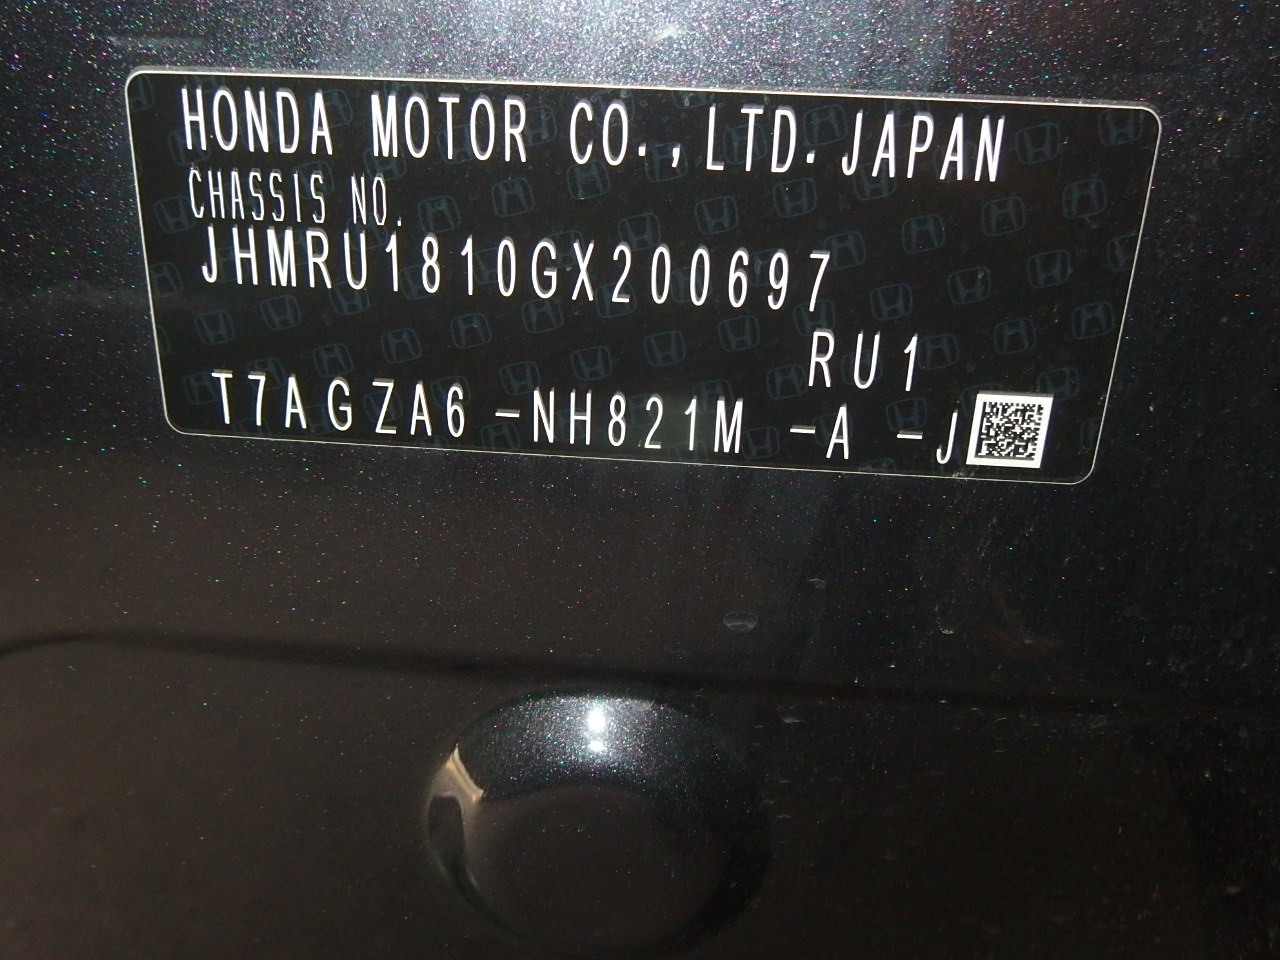 HONDA MOTOR CO.,LTD.JAPAN
CHASSIS NO.
JHMRU1810GX200697
RU1
T7AGZA6 -NH821M -A -J